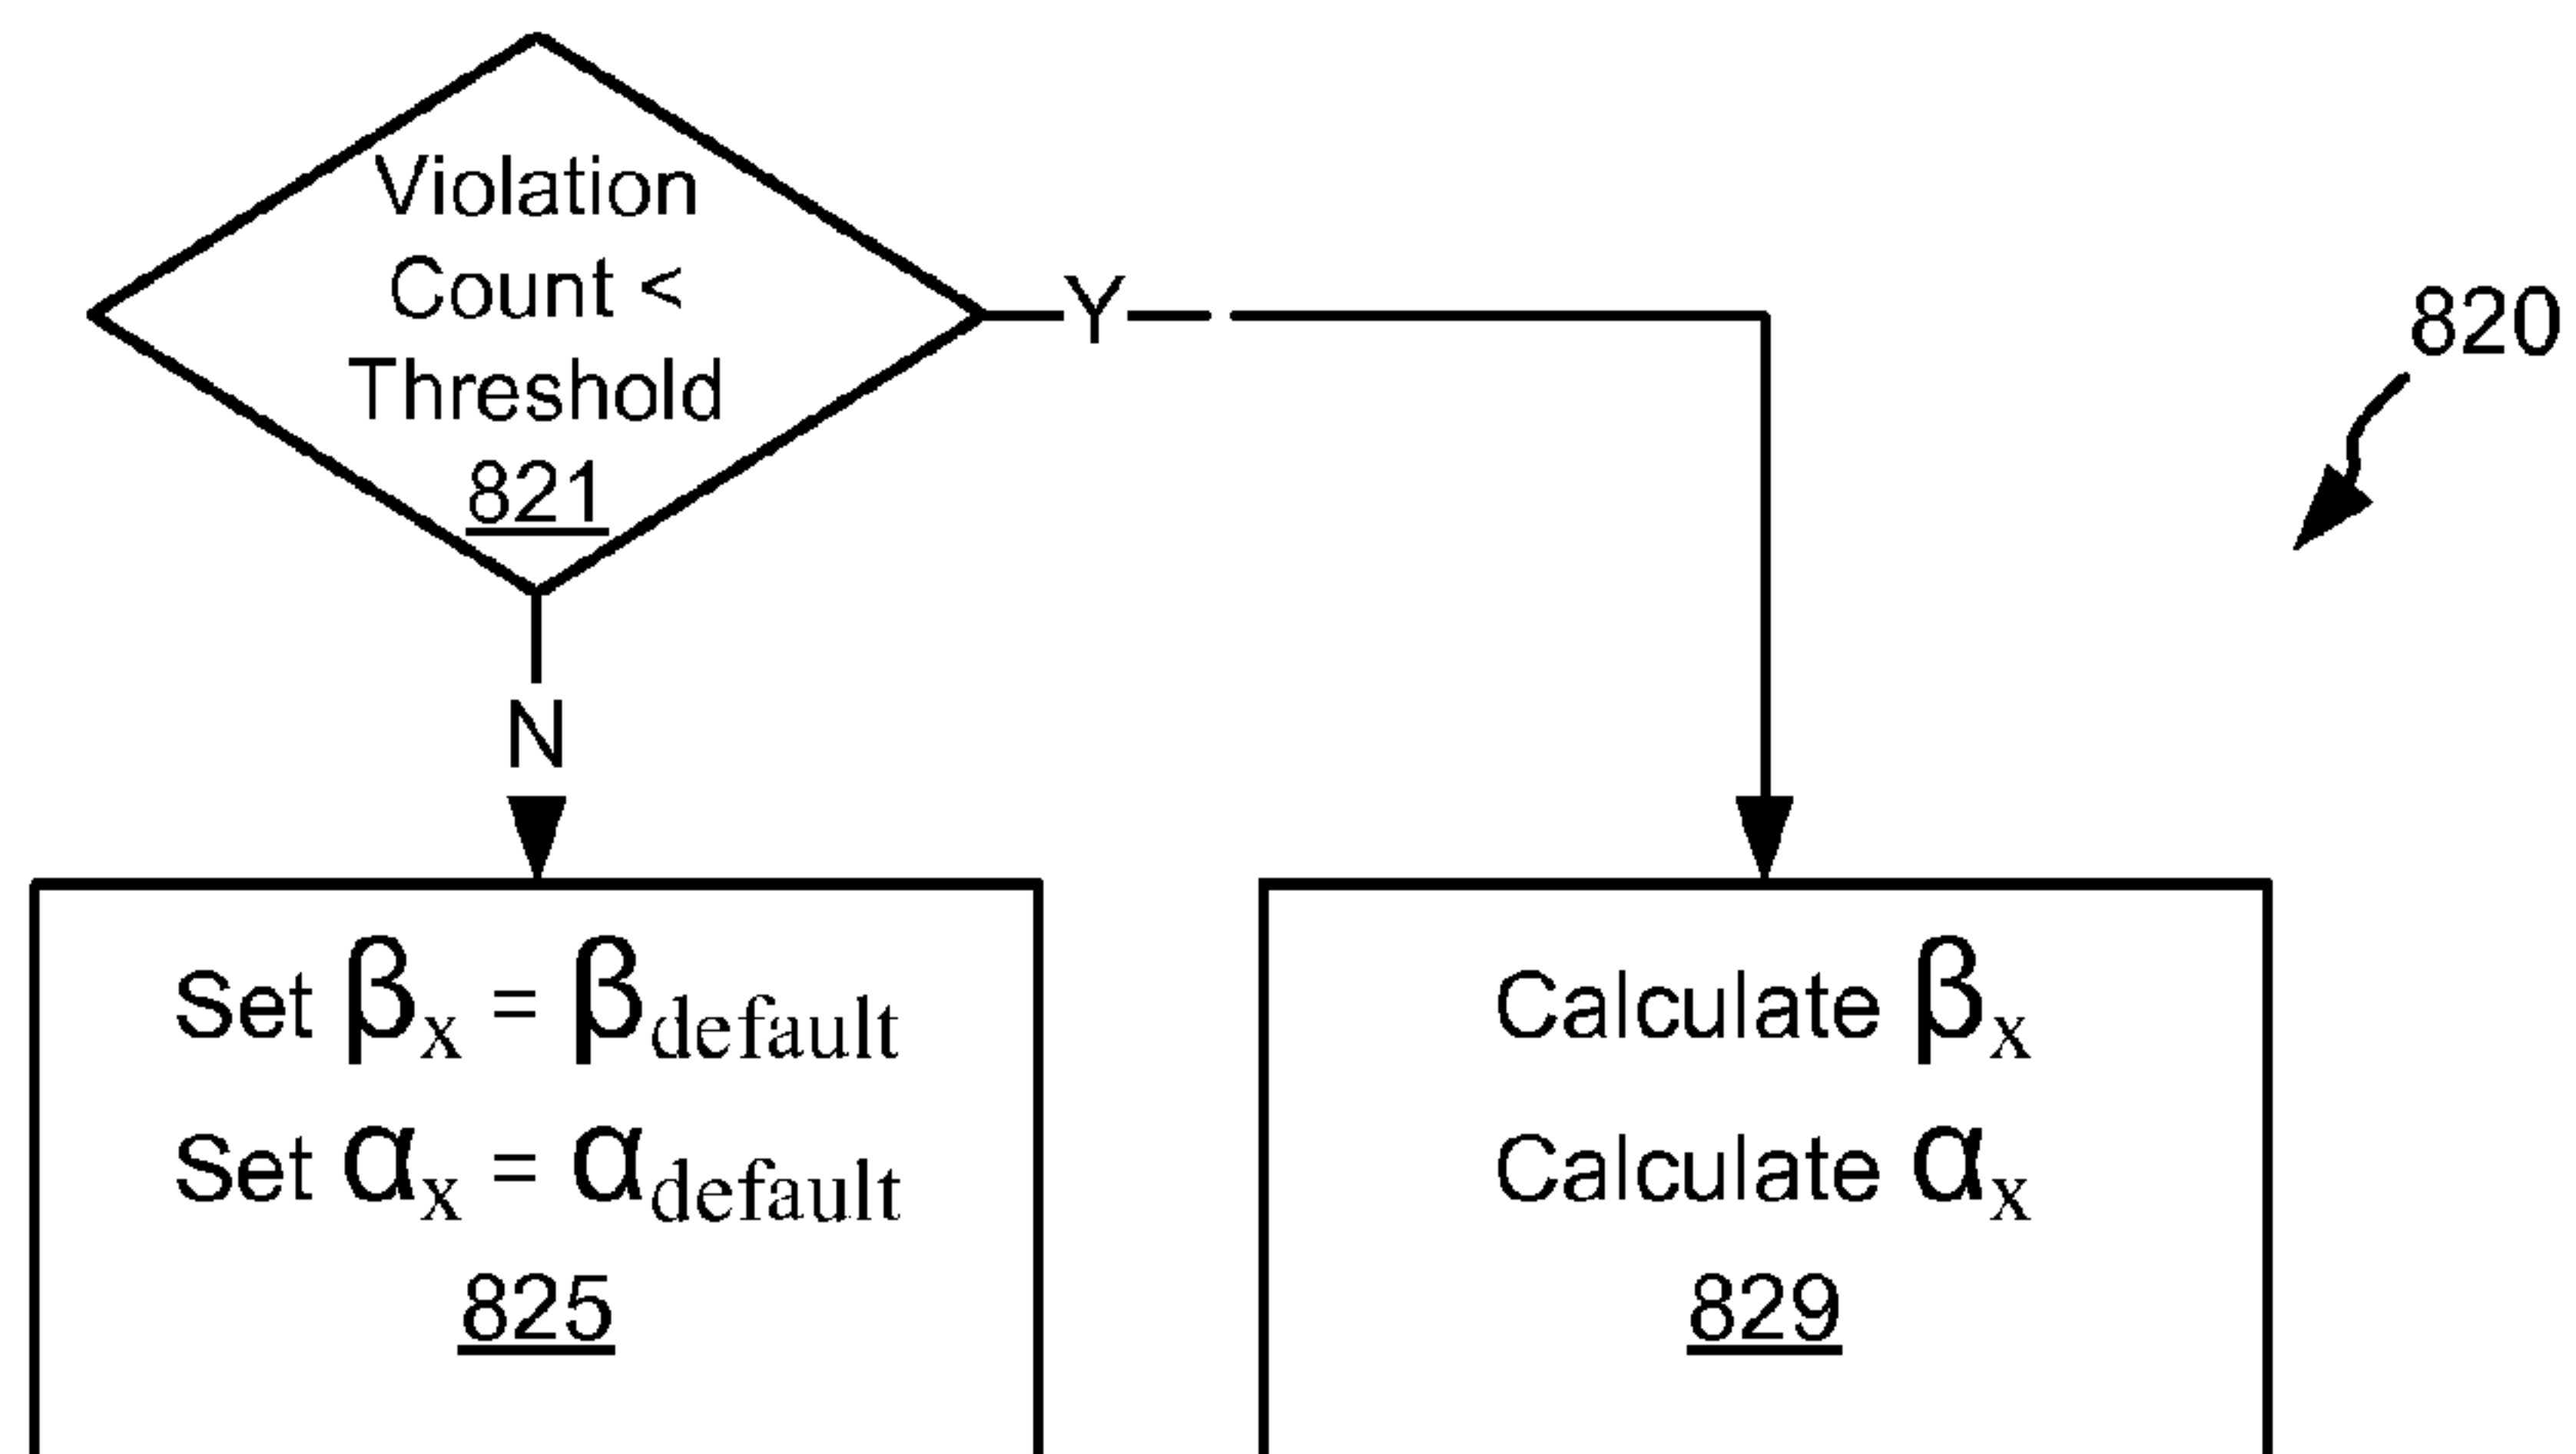 Violation
Count <
Threshold
821
Y
820
N
Set βx = βdefault
Set αx = αdefault
825
Calculate βx
Calculate αx
829